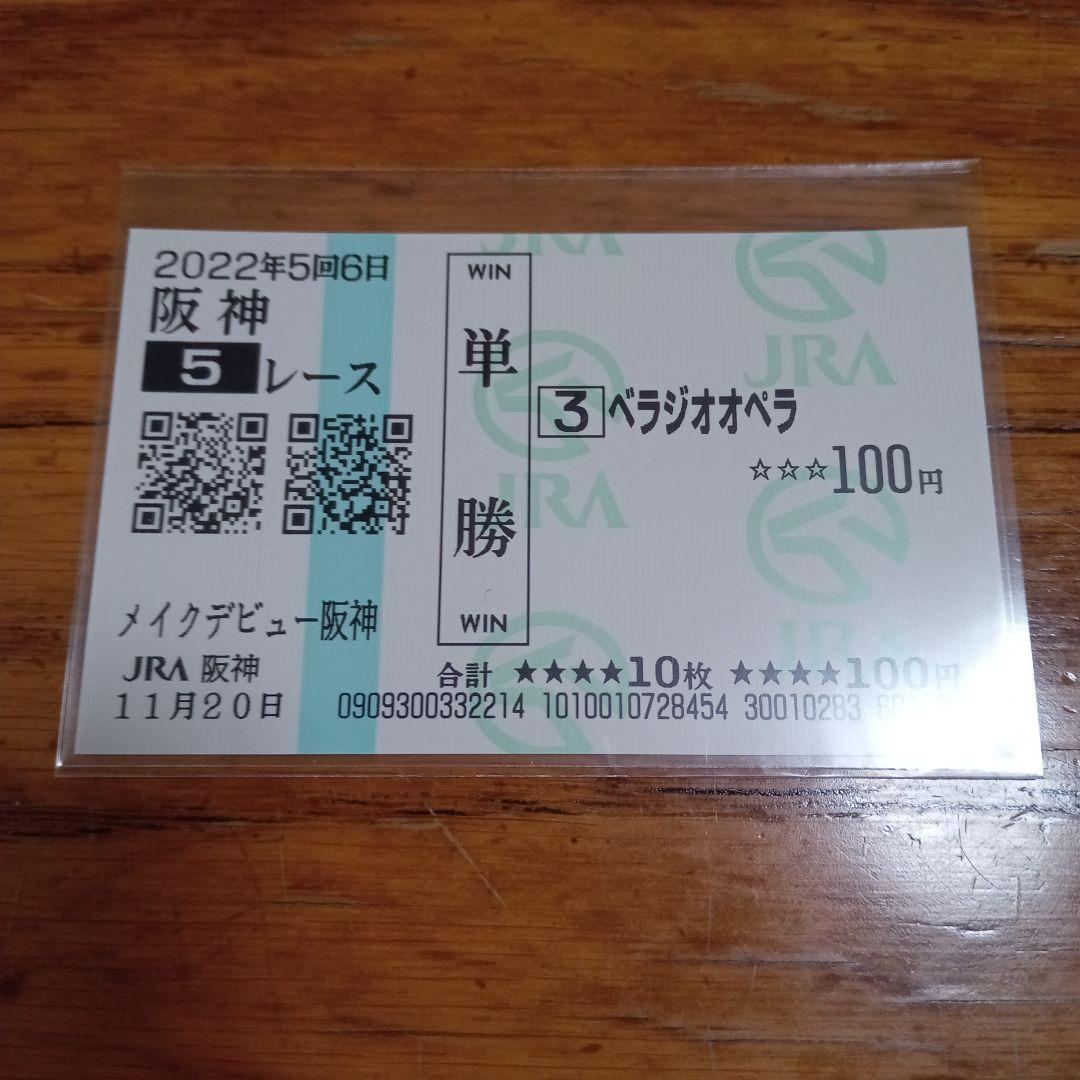 2022年5回6日
阪神
5レース
メイクデビュー阪神
JRA 阪神
11月20日
WIN
単勝
WIN
3 ベラジオオペラ
☆☆☆100円
合計 ★★★★10枚 ★★★★100円
0909300332214 1010010728454 30010283
JRA
JRA
JRA
JRA